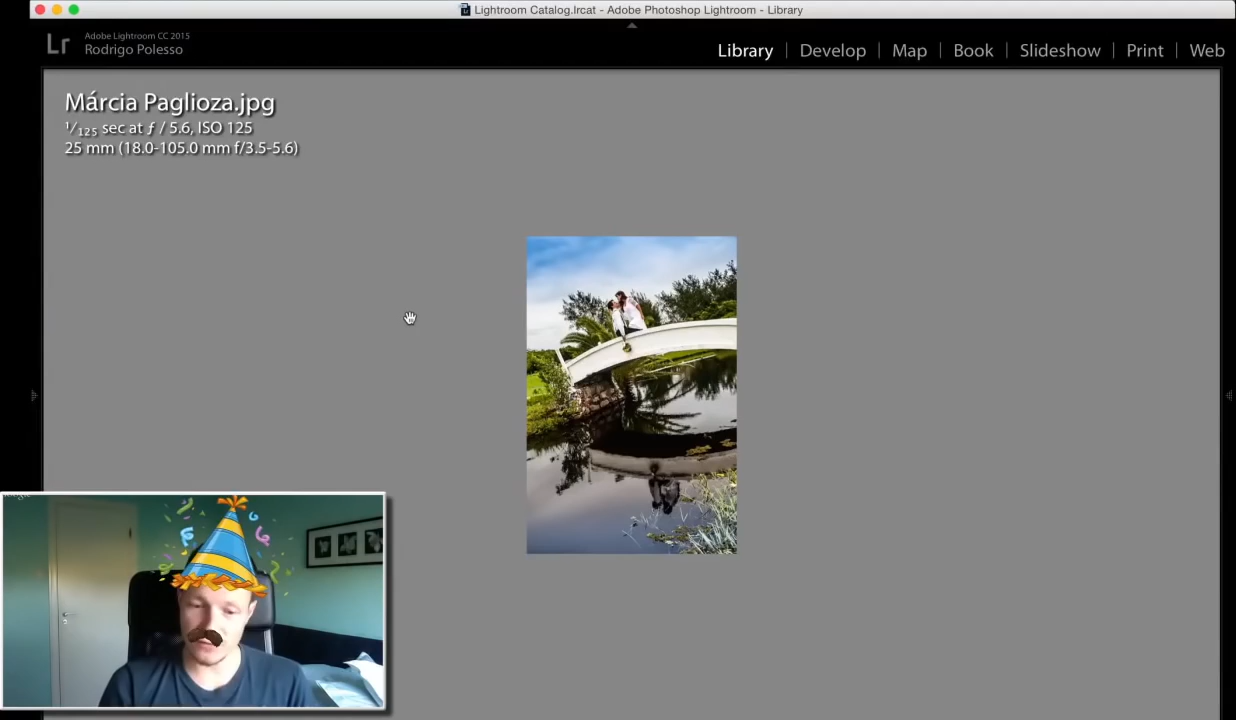 Lightroom Catalog.lrcat - Adobe Photoshop Lightroom - Library
Lr
Adobe Lightroom CC 2015
Rodrigo Polesso
Library | Develop | Map | Book | Slideshow | Print | Web
Márcia Paglioza.jpg
1/125 sec at ƒ / 5.6, ISO 125
25 mm (18.0-105.0 mm f/3.5-5.6)